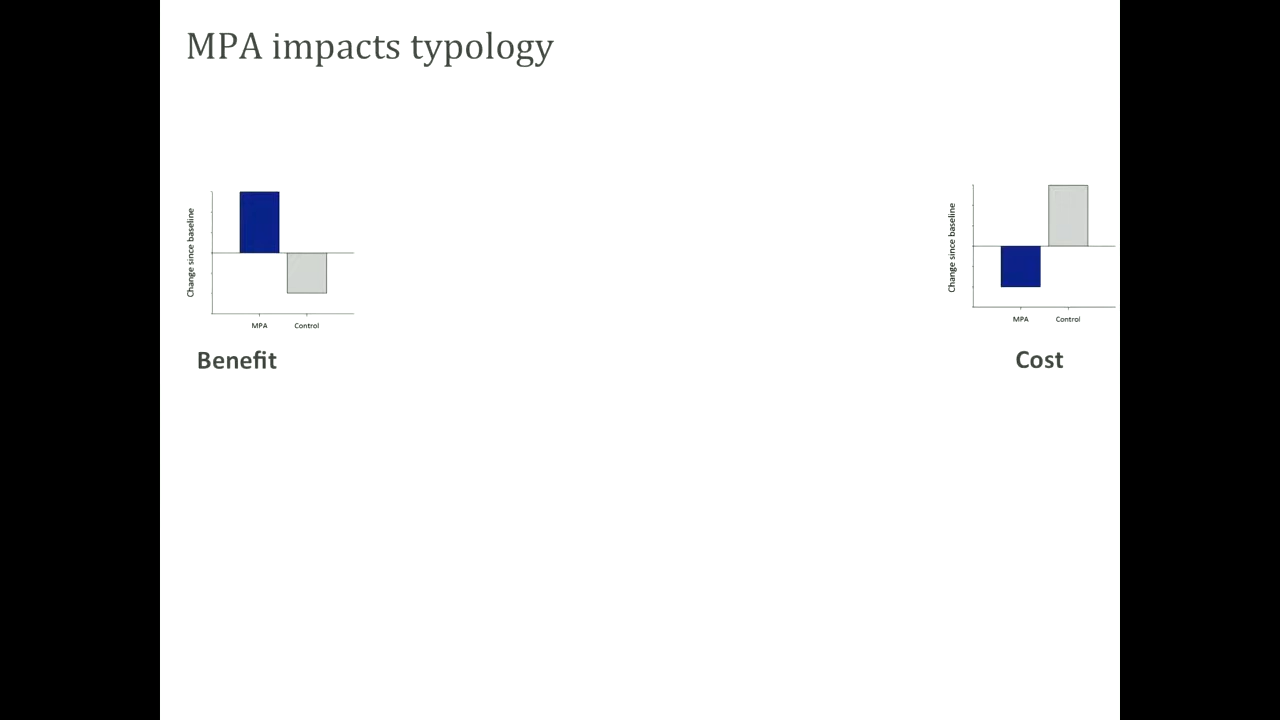 MPA impacts typology
Change since baseline
MPA Control
Benefit
Change since baseline
MPA Control
Cost